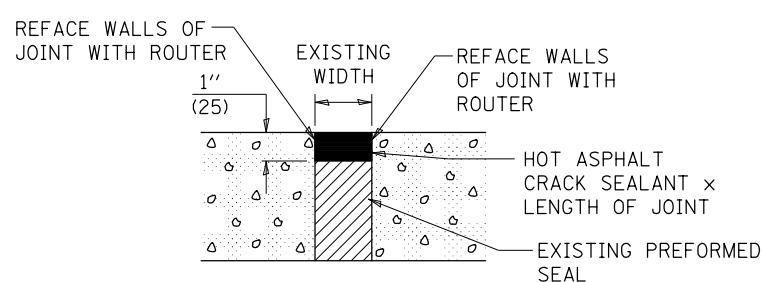 REFACE WALLS OF
JOINT WITH ROUTER
EXISTING
WIDTH
REFACE WALLS
OF JOINT WITH
ROUTER
1''
(25)
HOT ASPHALT
CRACK SEALANT x
LENGTH OF JOINT
EXISTING PREFORMED
SEAL